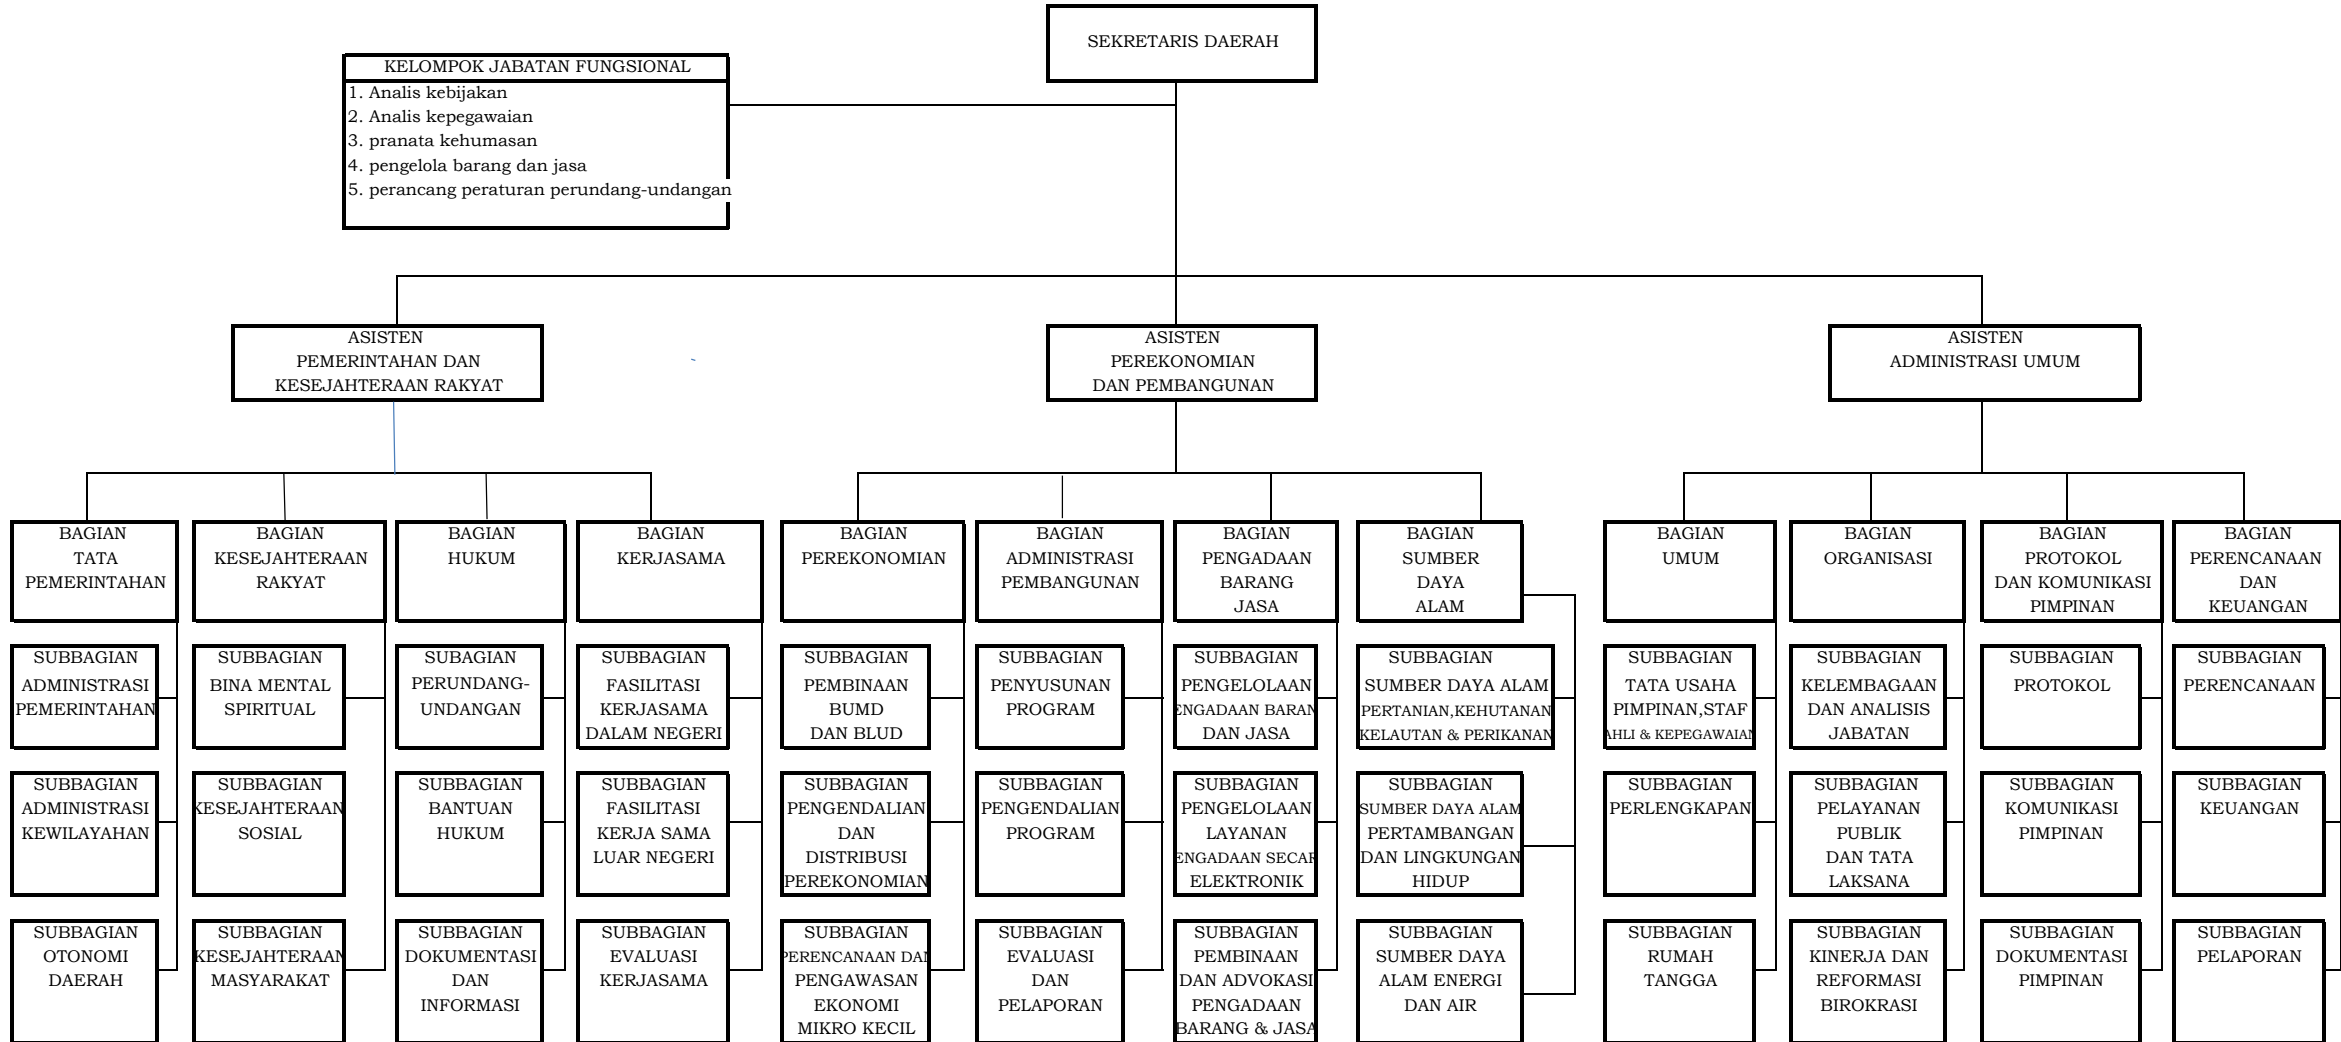 SEKRETARIS DAERAH
KELOMPOK JABATAN FUNGSIONAL
1. Analis kebijakan
2. Analis kepegawaian
3. pranata kehumasan
4. pengelola barang dan jasa
5. perancang peraturan perundang-undangan
ASISTEN
PEMERINTAHAN DAN
KESEJAHTERAAN RAKYAT
ASISTEN
PEREKONOMIAN
DAN PEMBANGUNAN
ASISTEN
ADMINISTRASI UMUM
BAGIAN
TATA
PEMERINTAHAN
BAGIAN
KESEJAHTERAAN
RAKYAT
BAGIAN
HUKUM
BAGIAN
KERJASAMA
BAGIAN
PEREKONOMIAN
BAGIAN
ADMINISTRASI
PEMBANGUNAN
BAGIAN
PENGADAAN
BARANG
JASA
BAGIAN
SUMBER
DAYA
ALAM
BAGIAN
UMUM
BAGIAN
ORGANISASI
BAGIAN
PROTOKOL
DAN KOMUNIKASI
PIMPINAN
BAGIAN
PERENCANAAN
DAN
KEUANGAN
SUBBAGIAN
ADMINISTRASI
PEMERINTAHAN
SUBBAGIAN
BINA MENTAL
SPIRITUAL
SUBAGIAN
PERUNDANG-
UNDANGAN
SUBBAGIAN
FASILITASI
KERJASAMA
DALAM NEGERI
SUBBAGIAN
PEMBINAAN
BUMD
DAN BLUD
SUBBAGIAN
PENYUSUNAN
PROGRAM
SUBBAGIAN
PENGELOLAAN
ENGADAAN BARAN
DAN JASA
SUBBAGIAN
SUMBER DAYA ALAM
PERTANIAN,KEHUTANAN
KELAUTAN & PERIKANAN
SUBBAGIAN
TATA USAHA
PIMPINAN,STAF
AHLI & KEPEGAWAIAN
SUBBAGIAN
KELEMBAGAAN
DAN ANALISIS
JABATAN
SUBBAGIAN
PROTOKOL
SUBBAGIAN
PERENCANAAN
SUBBAGIAN
ADMINISTRASI
KEWILAYAHAN
SUBBAGIAN
KESEJAHTERAAN
SOSIAL
SUBBAGIAN
BANTUAN
HUKUM
SUBBAGIAN
FASILITASI
KERJA SAMA
LUAR NEGERI
SUBBAGIAN
PENGENDALIAN
DAN
DISTRIBUSI
PEREKONOMIAN
SUBBAGIAN
PENGENDALIAN
PROGRAM
SUBBAGIAN
PENGELOLAAN
LAYANAN
ENGADAAN SECAR
ELEKTRONIK
SUBBAGIAN
SUMBER DAYA ALAM
PERTAMBANGAN
DAN LINGKUNGAN
HIDUP
SUBBAGIAN
PERLENGKAPAN
SUBBAGIAN
PELAYANAN
PUBLIK
DAN TATA
LAKSANA
SUBBAGIAN
KOMUNIKASI
PIMPINAN
SUBBAGIAN
KEUANGAN
SUBBAGIAN
OTONOMI
DAERAH
SUBBAGIAN
KESEJAHTERAAN
MASYARAKAT
SUBBAGIAN
DOKUMENTASI
DAN
INFORMASI
SUBBAGIAN
EVALUASI
KERJASAMA
SUBBAGIAN
PERENCANAAN DAN
PENGAWASAN
EKONOMI
MIKRO KECIL
SUBBAGIAN
EVALUASI
DAN
PELAPORAN
SUBBAGIAN
PEMBINAAN
DAN ADVOKASI
PENGADAAN
BARANG & JASA
SUBBAGIAN
SUMBER DAYA
ALAM ENERGI
DAN AIR
SUBBAGIAN
RUMAH
TANGGA
SUBBAGIAN
KINERJA DAN
REFORMASI
BIROKRASI
SUBBAGIAN
DOKUMENTASI
PIMPINAN
SUBBAGIAN
PELAPORAN